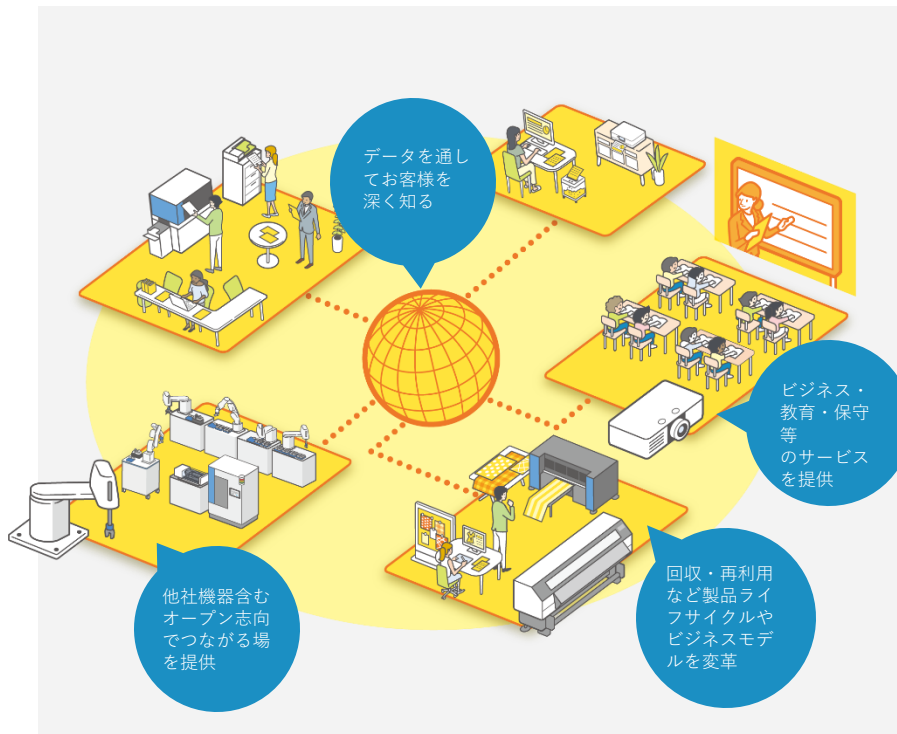 データを通し
てお客様を
深く知る
ビジネス・
教育・保守
等
のサービス
を提供
他社機器含む
オープン志向
でつながる場
を提供
回収・再利用
など製品ライ
フサイクルや
ビジネスモデ
ルを変革